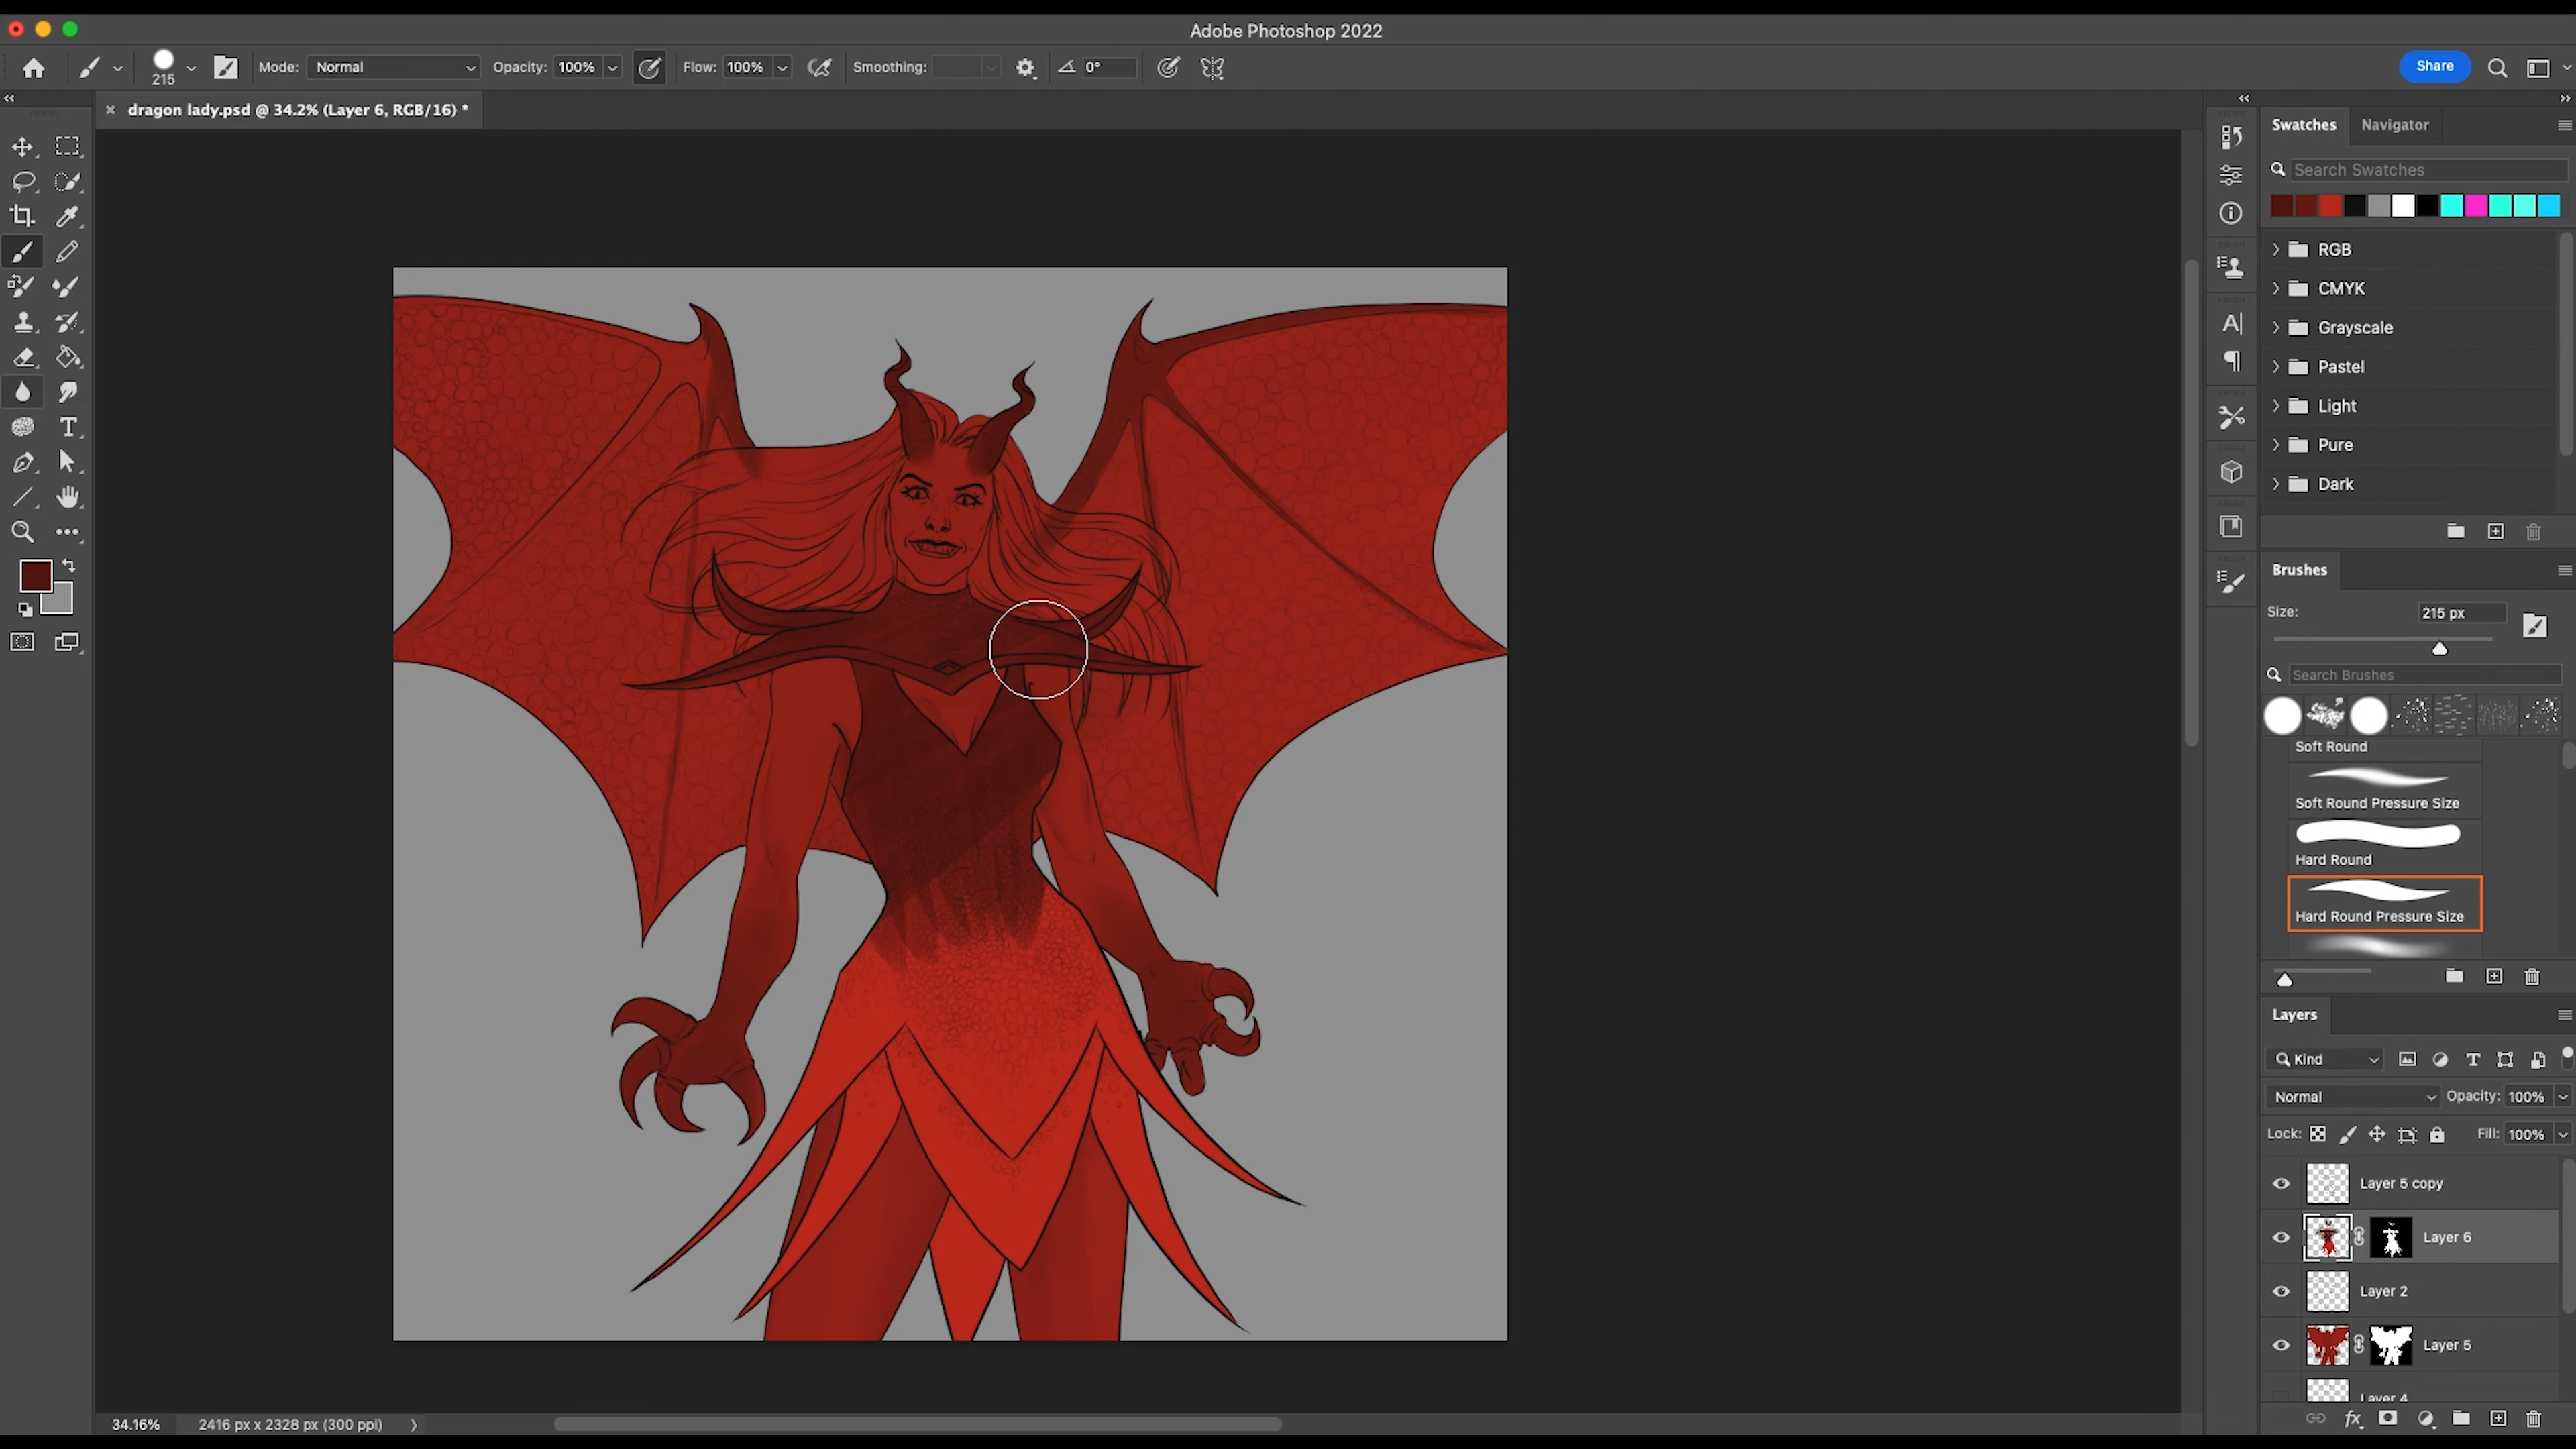 Adobe Photoshop 2022
215
Mode: Normal
Opacity: 100%
Flow: 100%
Smoothing:
0°
Share
dragon lady.psd @ 34.2% (Layer 6, RGB/16) *
Swatches
Navigator
Search Swatches
RGB
CMYK
Grayscale
Pastel
Light
Pure
Dark
Brushes
Size:
215 px
Search Brushes
Soft Round
Soft Round Pressure Size
Hard Round
Hard Round Pressure Size
Layers
Kind
Normal
Opacity: 100%
Lock:
Fill: 100%
Layer 5 copy
Layer 6
Layer 2
Layer 5
Layer 4
34.16%
2416 px x 2328 px (300 ppi)